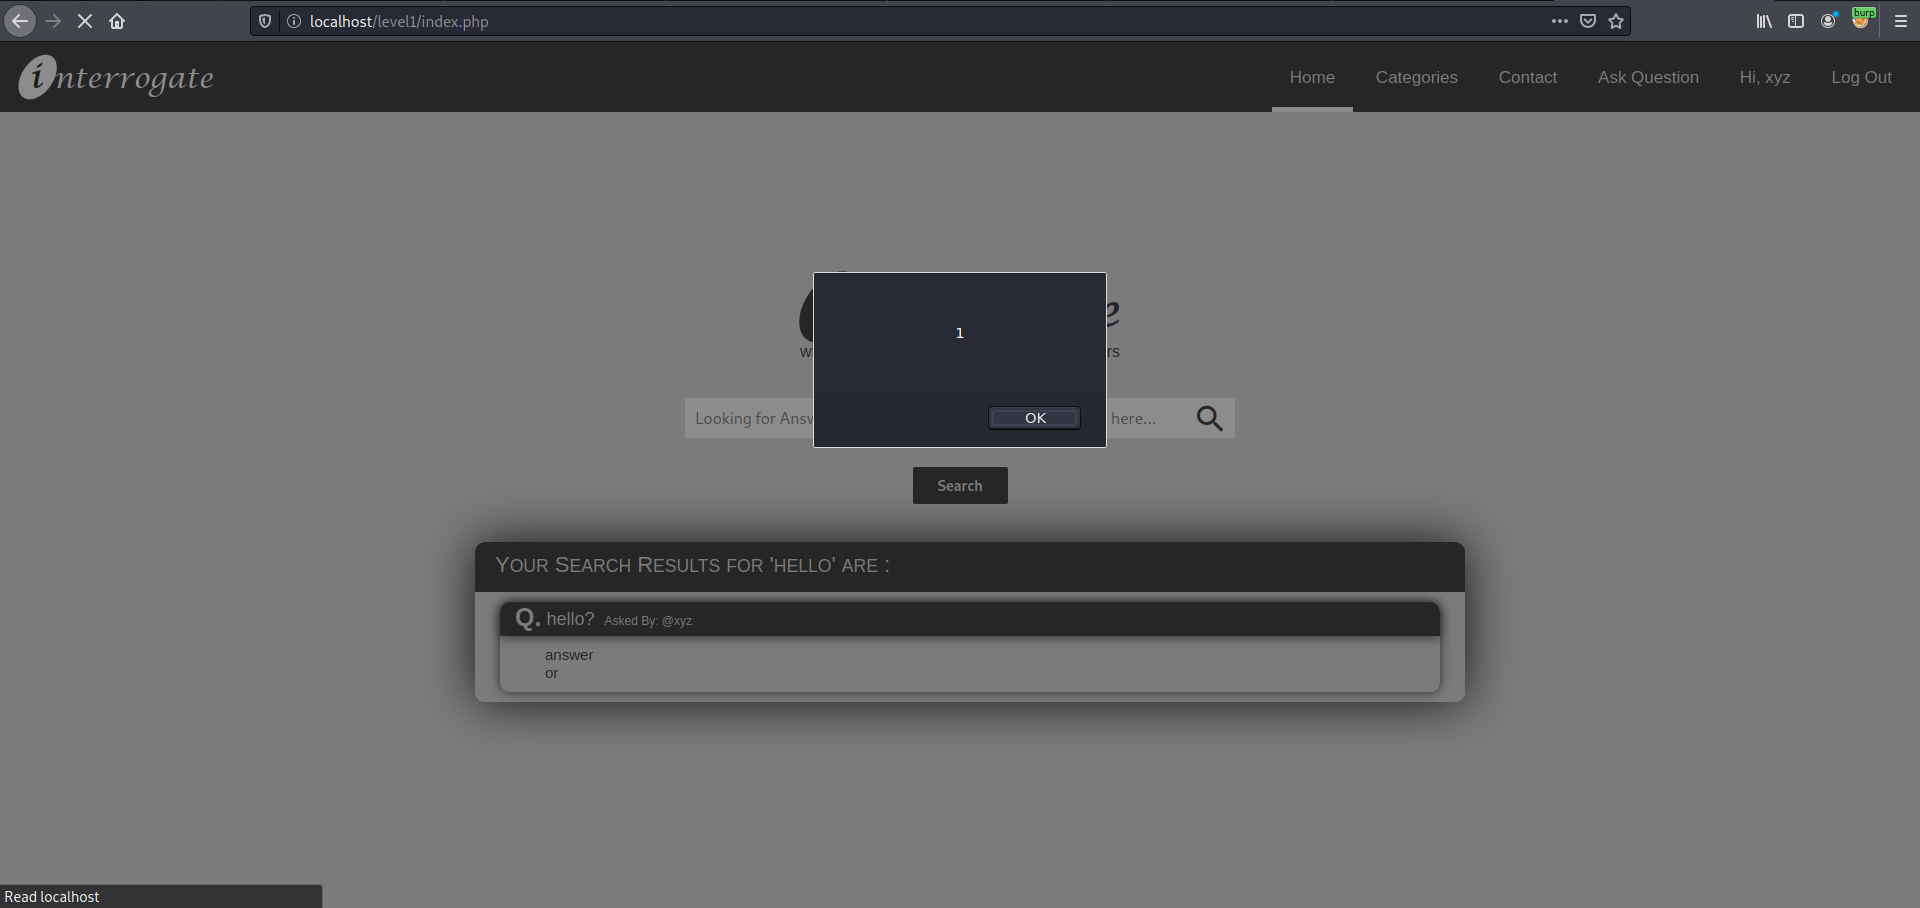 localhost/level1/index.php
burp
interrogate
Home Categories Contact Ask Question Hi, xyz Log Out
1
OK
Looking for here...
Search
YOUR SEARCH RESULTS FOR 'HELLO' ARE :
Q. hello? Asked By: @xyz
answer
or
Read localhost